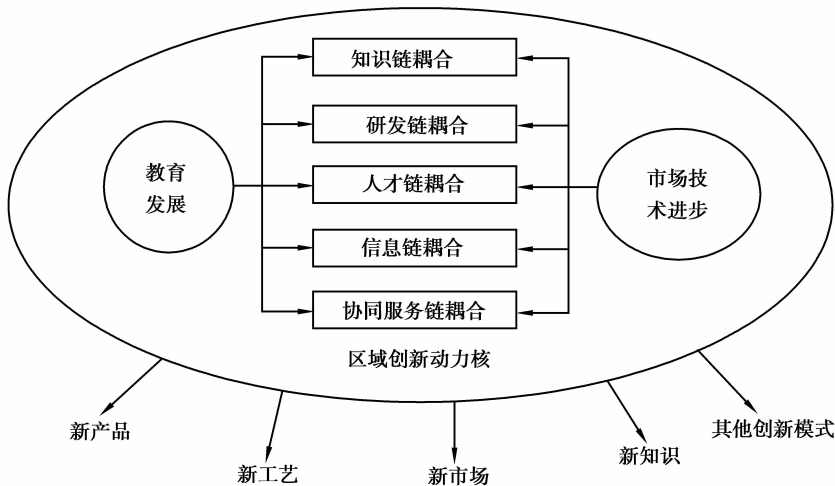 知识链耦合
研发链耦合
人才链耦合
信息链耦合
协同服务链耦合
教育
发展
市场技
术进步
区域创新动力核
新产品
新工艺
新市场
新知识
其他创新模式